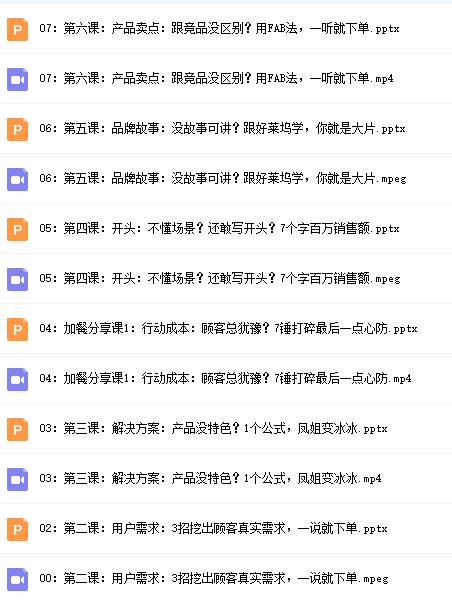 07: 第六课: 产品卖点: 跟竟品没区别? 用FAB法, 一听就下单.pptx
07: 第六课: 产品卖点: 跟竟品没区别? 用FAB法, 一听就下单.mp4
06: 第五课: 品牌故事: 没故事可讲? 跟好莱坞学, 你就是大片.pptx
06: 第五课: 品牌故事: 没故事可讲? 跟好莱坞学, 你就是大片.mpeg
05: 第四课: 开头: 不懂场景? 还敢写开头? 7个字百万销售额.pptx
05: 第四课: 开头: 不懂场景? 还敢写开头? 7个字百万销售额.mpeg
04: 加餐分享课1: 行动成本: 顾客总犹豫? 7锤打碎最后一点心防.pptx
04: 加餐分享课1: 行动成本: 顾客总犹豫? 7锤打碎最后一点心防.mp4
03: 第三课: 解决方案: 产品没特色? 1个公式, 凤姐变冰冰.pptx
03: 第三课: 解决方案: 产品没特色? 1个公式, 凤姐变冰冰.mp4
02: 第二课: 用户需求: 3招挖出顾客真实需求, 一说就下单.pptx
00: 第二课: 用户需求: 3招挖出顾客真实需求, 一说就下单.mpeg